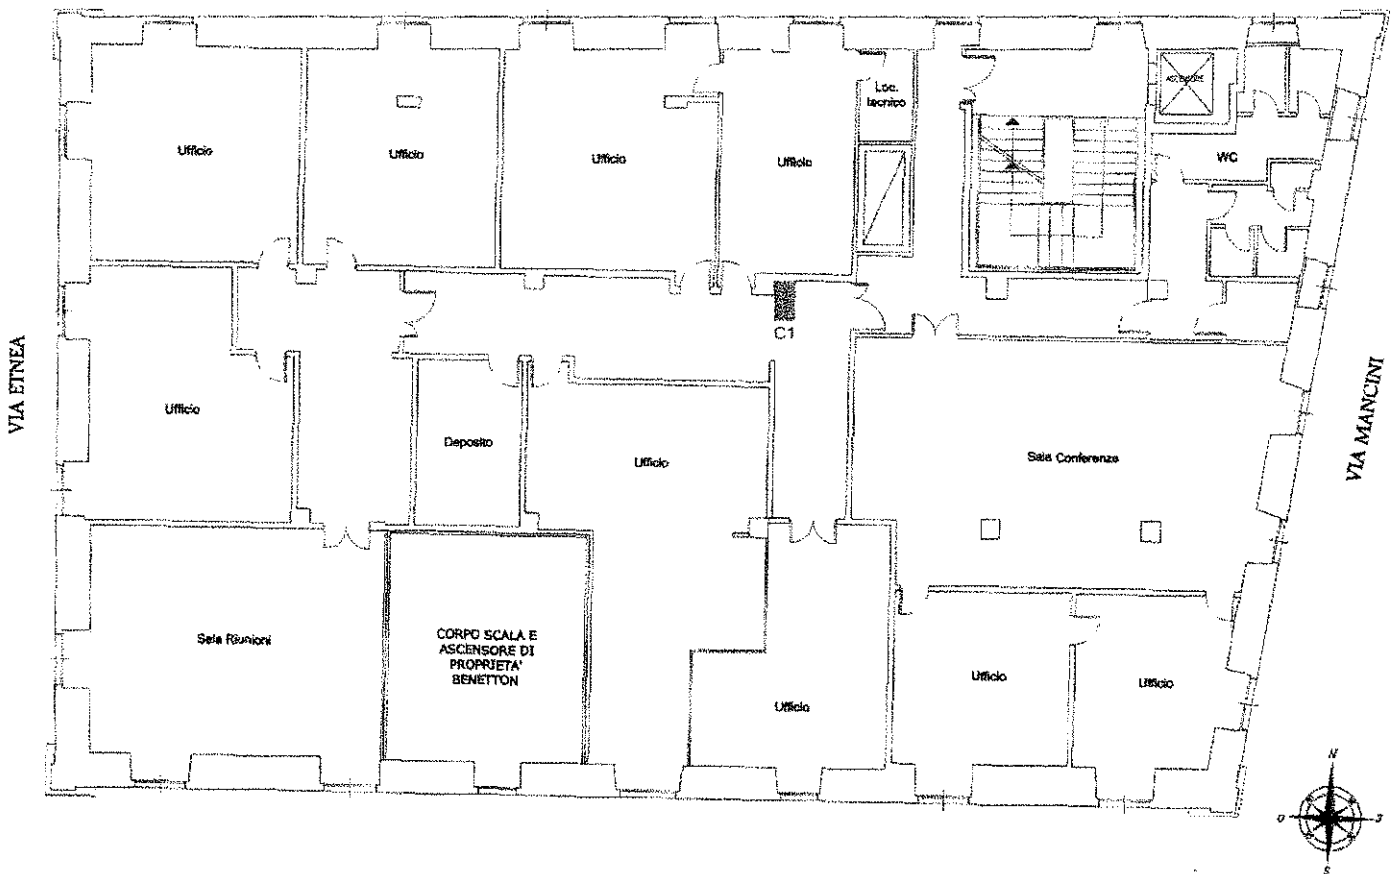 ASCENSORE
Loc.
tecnico
Ufficio
Ufficio
Ufficio
Ufficio
WC
C1
VIA ETNEA
VIA MANCINI
Ufficio
Deposito
Ufficio
Sala Conferenze
Sala Riunioni
CORPO SCALA E
ASCENSORE DI
PROPRIETA'
BENETTON
Ufficio
Ufficio
Ufficio
N
O
S